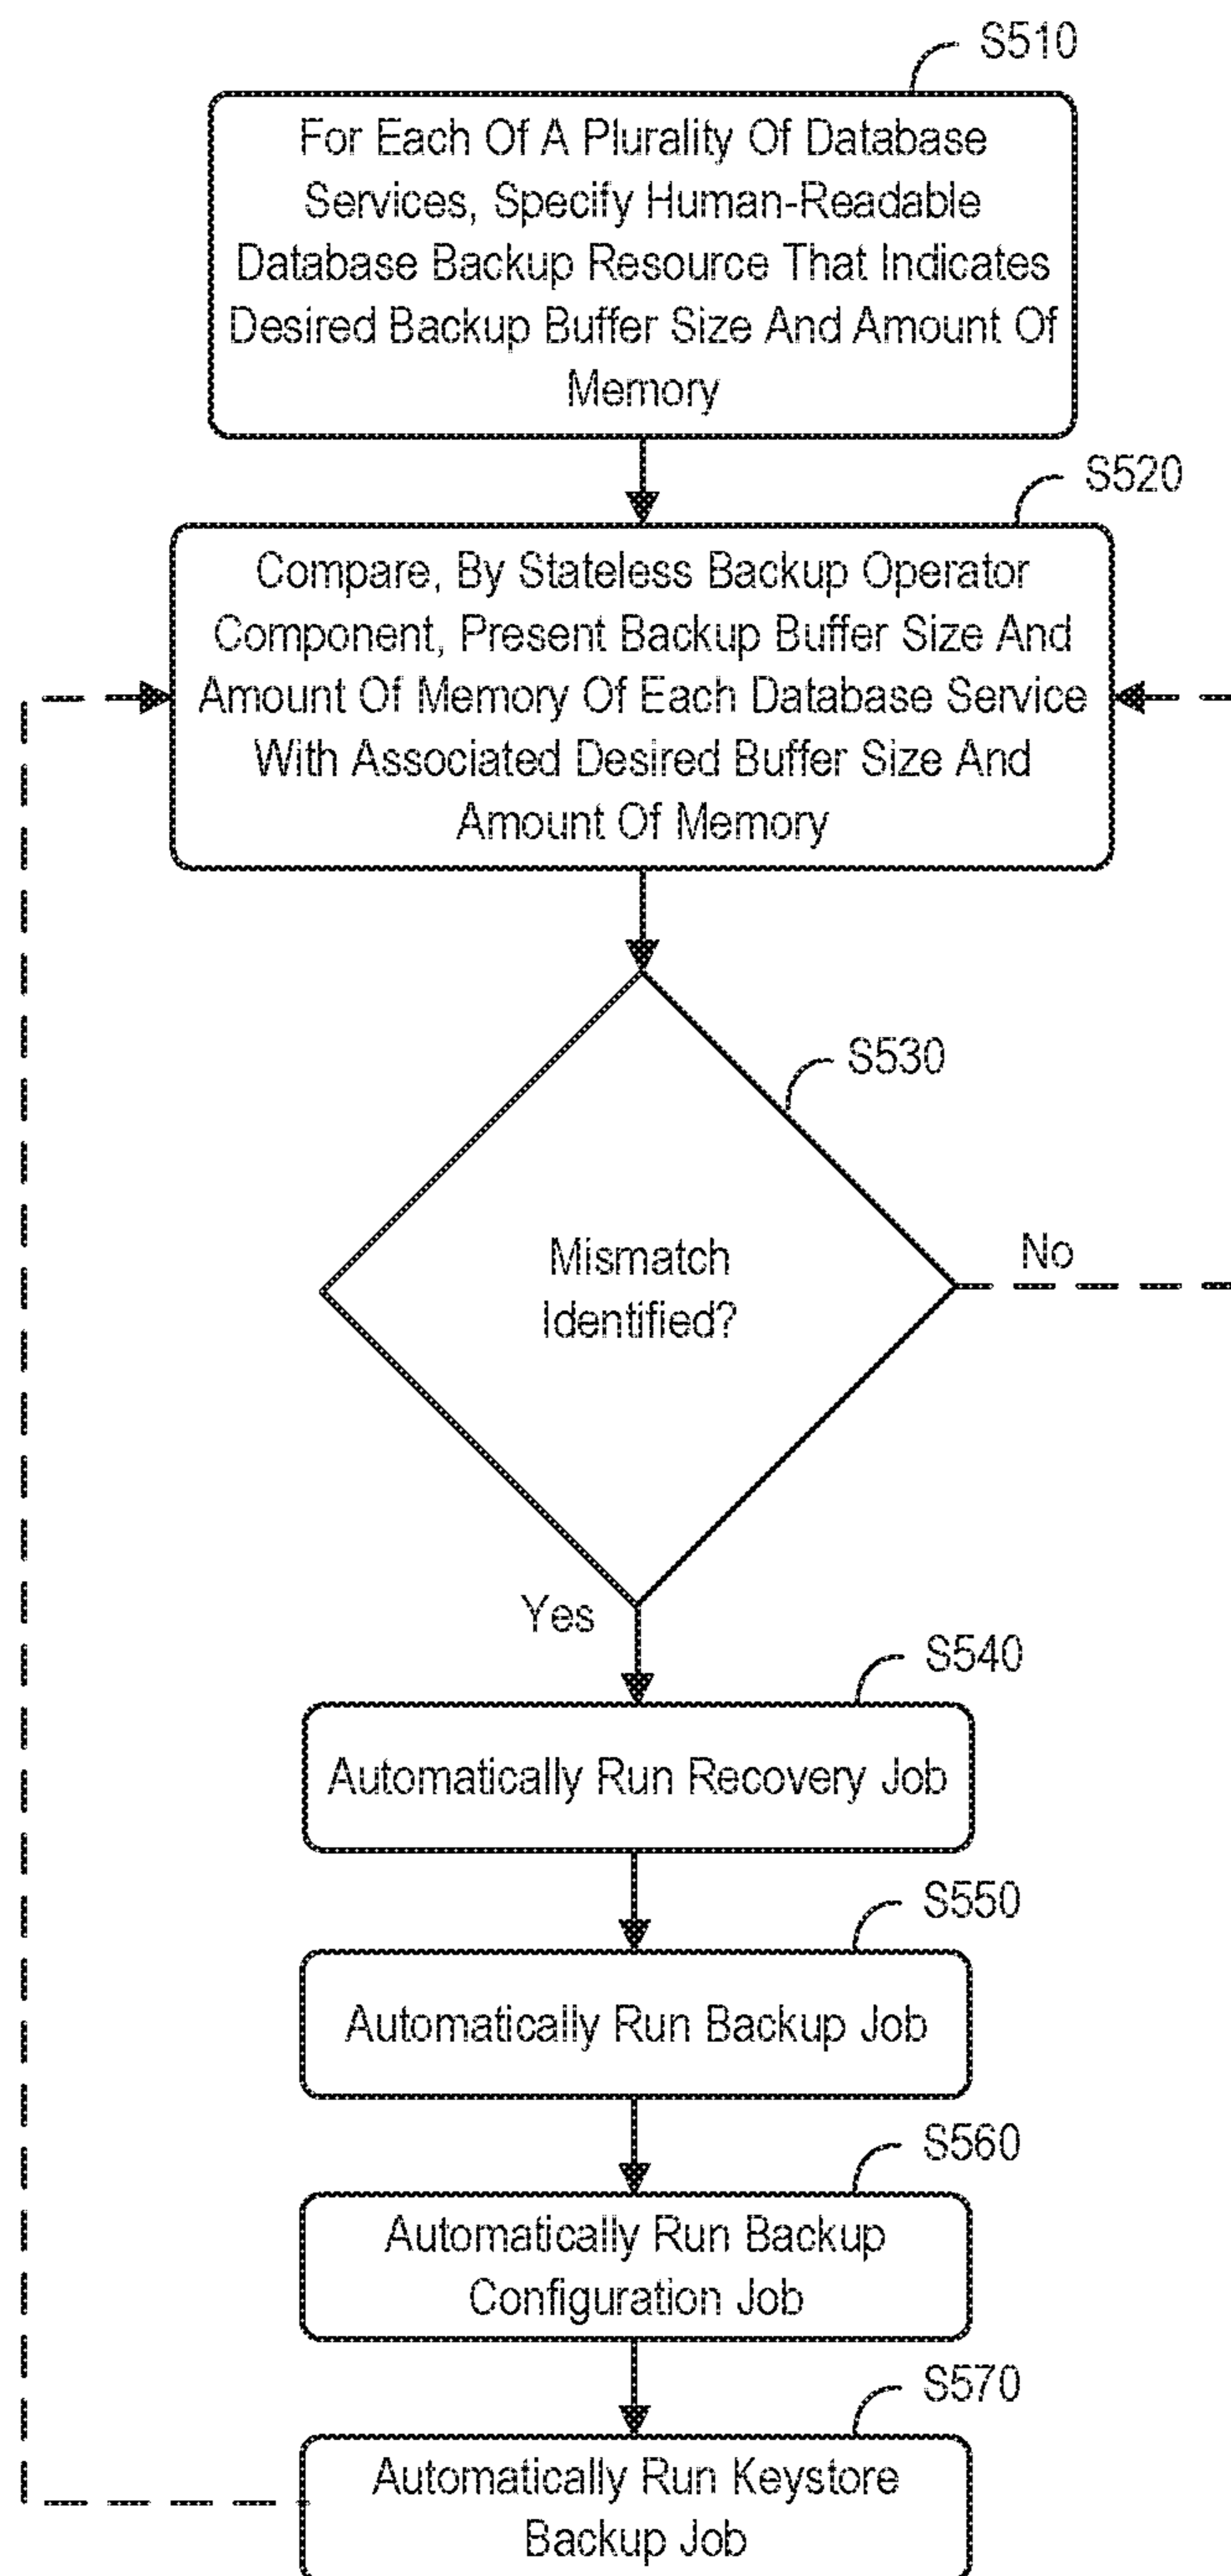 S510
For Each Of A Plurality Of Database
Services, Specify Human-Readable
Database Backup Resource That Indicates
Desired Backup Buffer Size And Amount Of
Memory
S520
Compare, By Stateless Backup Operator
Component, Present Backup Buffer Size And
Amount Of Memory Of Each Database Service
With Associated Desired Buffer Size And
Amount Of Memory
S530
Mismatch
Identified?
No
Yes
S540
Automatically Run Recovery Job
S550
Automatically Run Backup Job
S560
Automatically Run Backup
Configuration Job
S570
Automatically Run Keystore
Backup Job